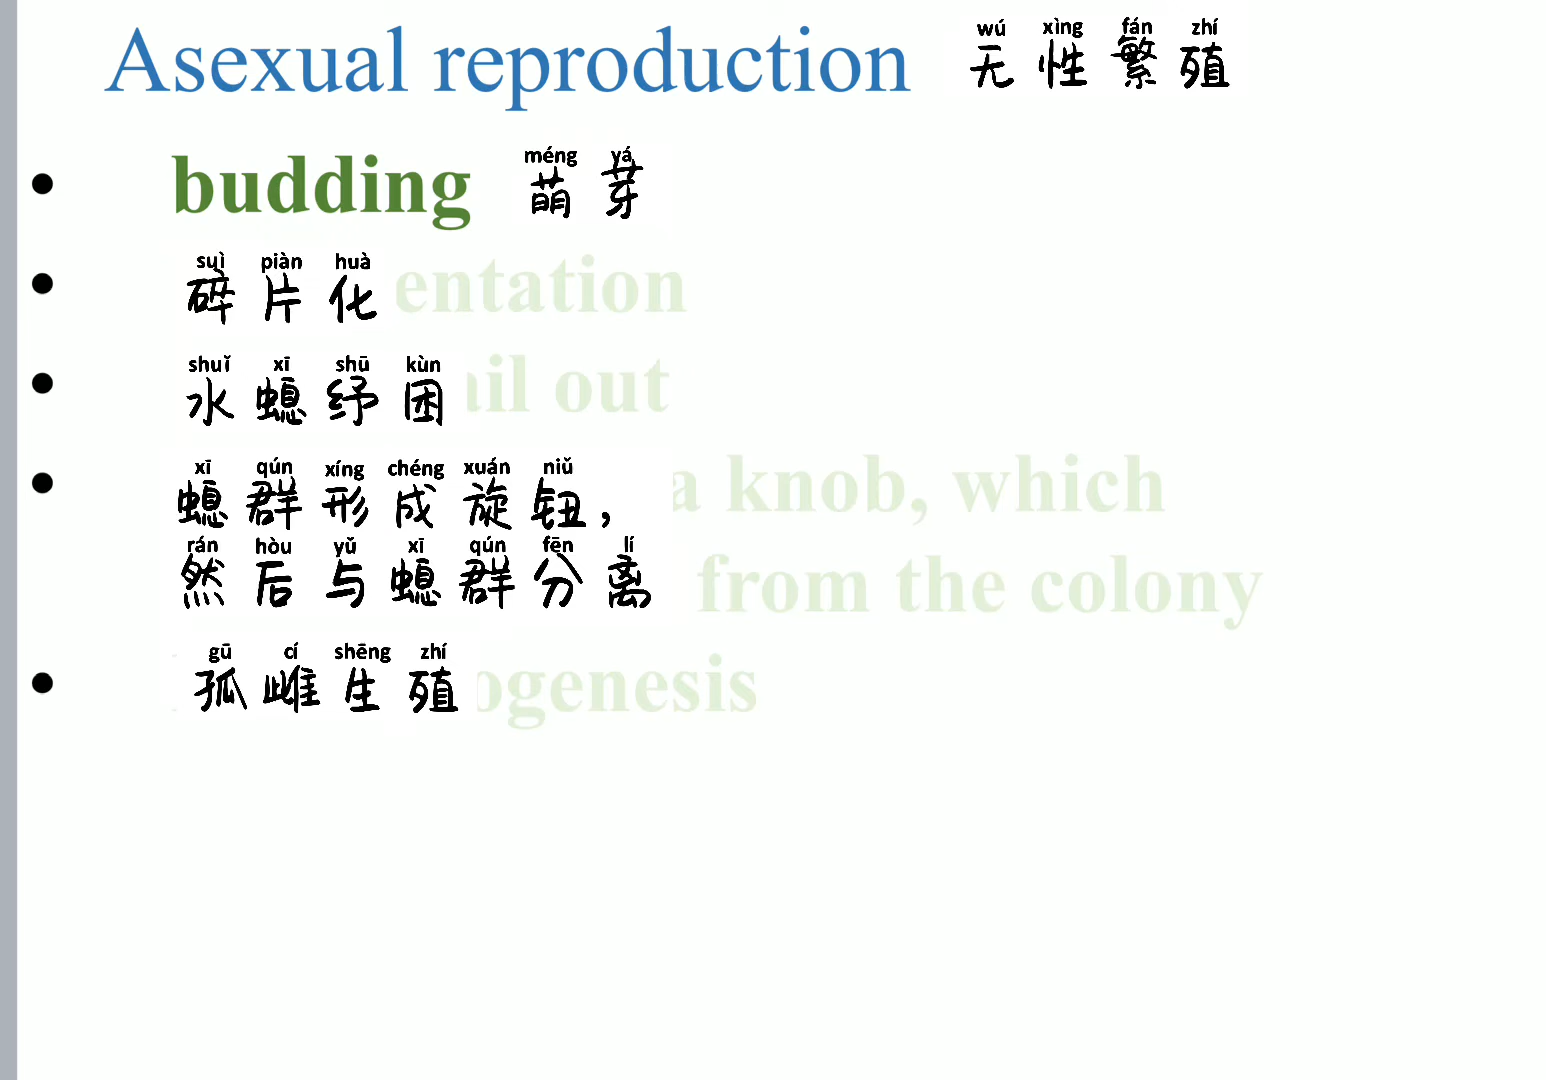 Asexual reproduction wú xìng fán zhí
无性繁殖
• budding méng yá
萌芽
suì piàn huà
• 碎片化 entation
shuǐ xī shū kùn
• 水螅纾困 ail out
xī qún xíng chéng xuán niǔ
• 螅群形成旋钮, a knob, which
rán hòu yǔ xī qún fēn lí
然后与螅群分离 from the colony
gū cí shēng zhí
• 孤雌生殖 ogenesis